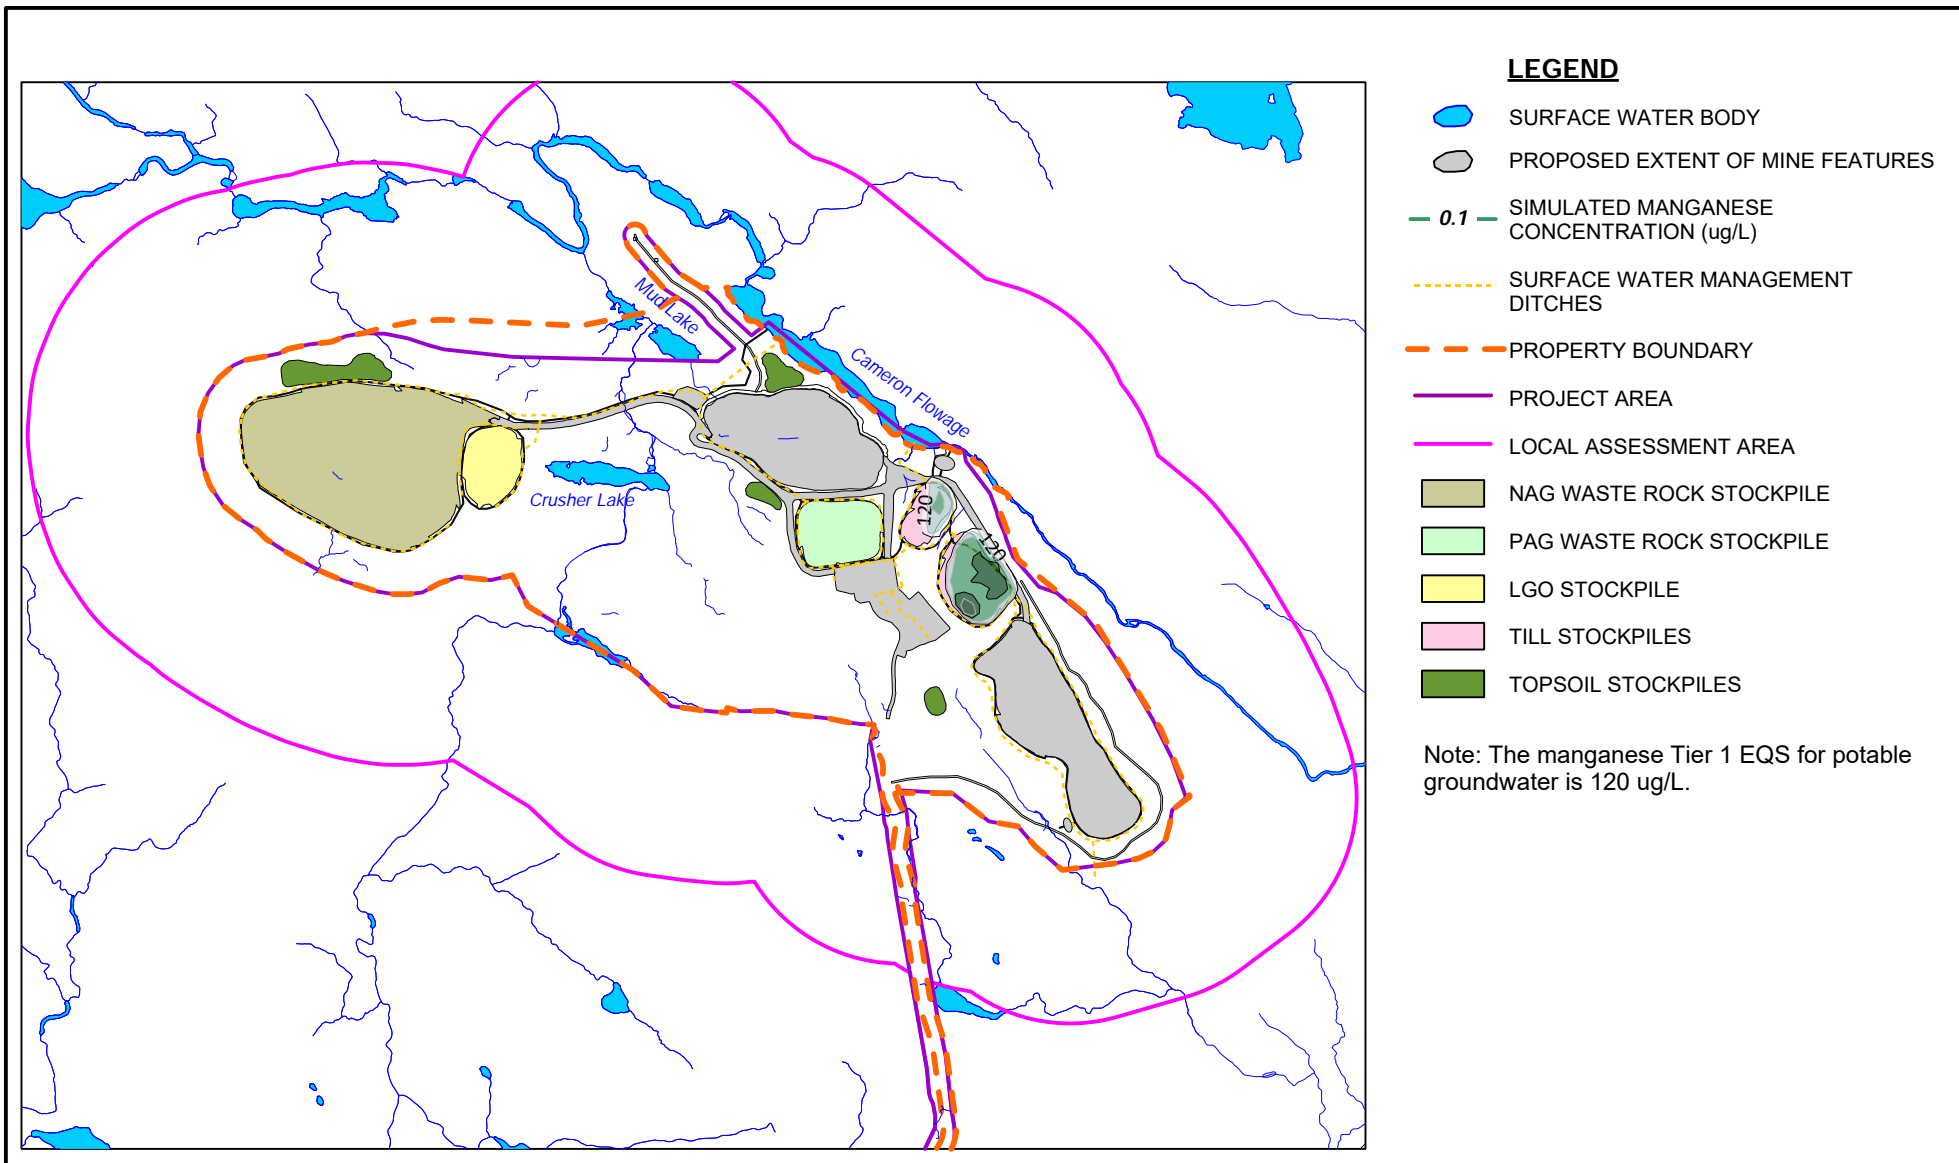 LEGEND
SURFACE WATER BODY
PROPOSED EXTENT OF MINE FEATURES
0.1
SIMULATED MANGANESE
CONCENTRATION (ug/L)
SURFACE WATER MANAGEMENT
DITCHES
PROPERTY BOUNDARY
PROJECT AREA
LOCAL ASSESSMENT AREA
NAG WASTE ROCK STOCKPILE
PAG WASTE ROCK STOCKPILE
LGO STOCKPILE
TILL STOCKPILES
TOPSOIL STOCKPILES
Note: The manganese Tier 1 EQS for potable
groundwater is 120 ug/L.
Mud Lake
Cameron Flowage
Crusher Lake
120
120